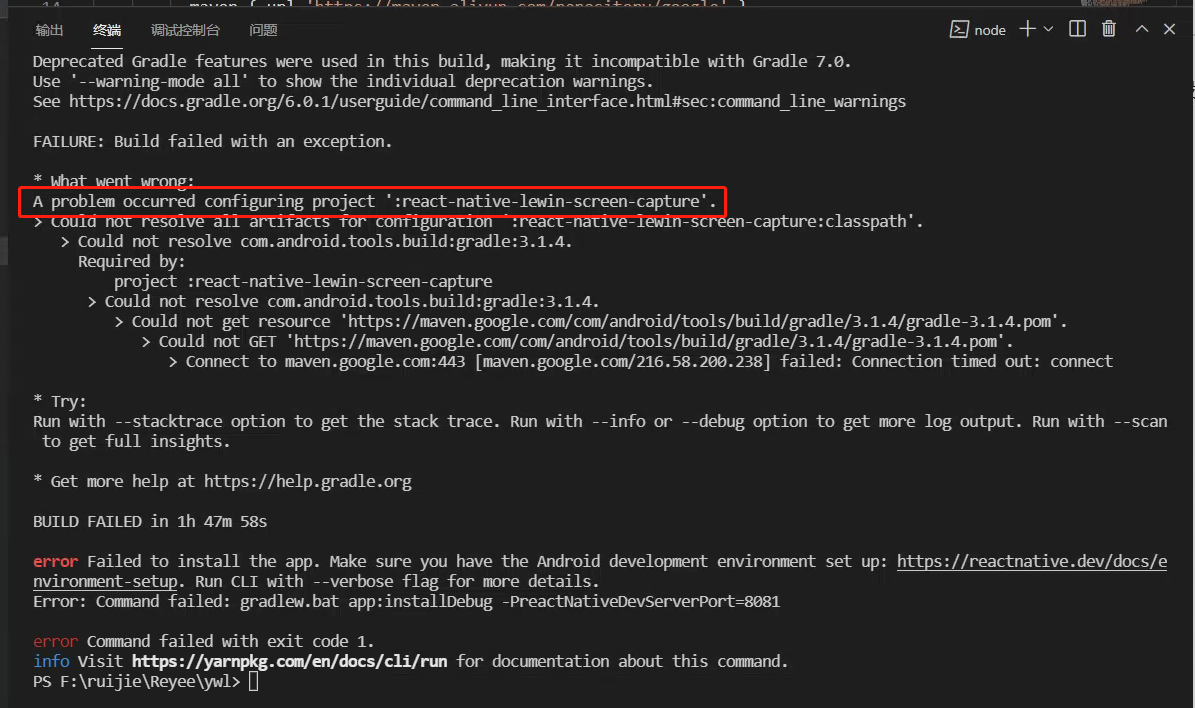 maven { url 'https://maven.aliyun.com/repository/google' }
输出 终端 调试控制台 问题 node
Deprecated Gradle features were used in this build, making it incompatible with Gradle 7.0.
Use '--warning-mode all' to show the individual deprecation warnings.
See https://docs.gradle.org/6.0.1/userguide/command_line_interface.html#sec:command_line_warnings
FAILURE: Build failed with an exception.
* What went wrong:
A problem occurred configuring project ':react-native-lewin-screen-capture'.
> Could not resolve all artifacts for configuration ':react-native-lewin-screen-capture:classpath'.
> Could not resolve com.android.tools.build:gradle:3.1.4.
Required by:
project :react-native-lewin-screen-capture
> Could not resolve com.android.tools.build:gradle:3.1.4.
> Could not get resource 'https://maven.google.com/com/android/tools/build/gradle/3.1.4/gradle-3.1.4.pom'.
> Could not GET 'https://maven.google.com/com/android/tools/build/gradle/3.1.4/gradle-3.1.4.pom'.
> Connect to maven.google.com:443 [maven.google.com/216.58.200.238] failed: Connection timed out: connect
* Try:
Run with --stacktrace option to get the stack trace. Run with --info or --debug option to get more log output. Run with --scan
to get full insights.
* Get more help at https://help.gradle.org
BUILD FAILED in 1h 47m 58s
error Failed to install the app. Make sure you have the Android development environment set up: https://reactnative.dev/docs/e
nvironment-setup. Run CLI with --verbose flag for more details.
Error: Command failed: gradlew.bat app:installDebug -PreactNativeDevServerPort=8081
error Command failed with exit code 1.
info Visit https://yarnpkg.com/en/docs/cli/run for documentation about this command.
PS F:\ruijie\Reyee\ywl>